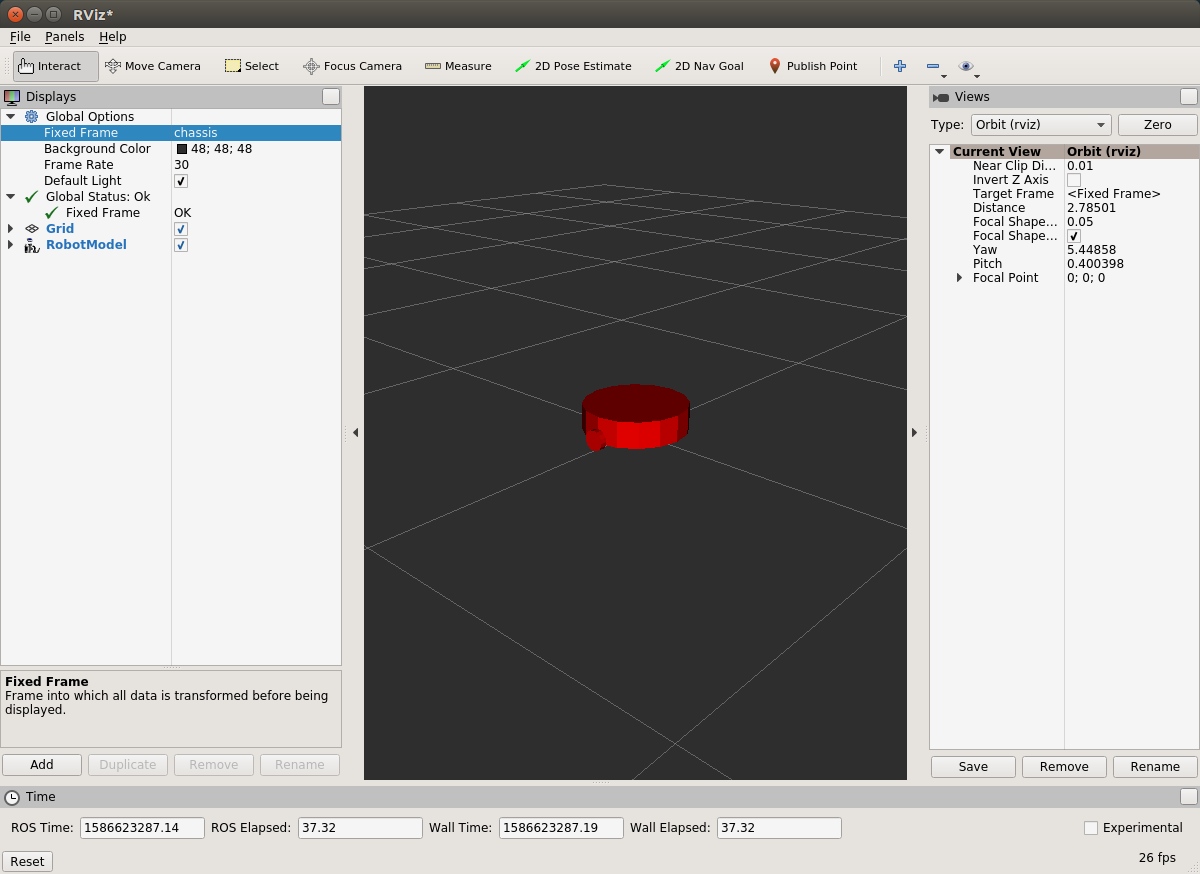 RViz*
File Panels Help
Interact Move Camera Select Focus Camera Measure 2D Pose Estimate 2D Nav Goal Publish Point
Displays
Global Options
Fixed Frame chassis
Background Color 48; 48; 48
Frame Rate 30
Default Light
Global Status: Ok
Fixed Frame OK
Grid
RobotModel
Fixed Frame
Frame into which all data is transformed before being
displayed.
Add Duplicate Remove Rename
Views
Type: Orbit (rviz) Zero
Current View Orbit (rviz)
Near Clip Di... 0.01
Invert Z Axis
Target Frame <Fixed Frame>
Distance 2.78501
Focal Shape... 0.05
Focal Shape...
Yaw 5.44858
Pitch 0.400398
Focal Point 0; 0; 0
Save Remove Rename
Time
ROS Time: 1586623287.14 ROS Elapsed: 37.32 Wall Time: 1586623287.19 Wall Elapsed: 37.32 Experimental
Reset 26 fps